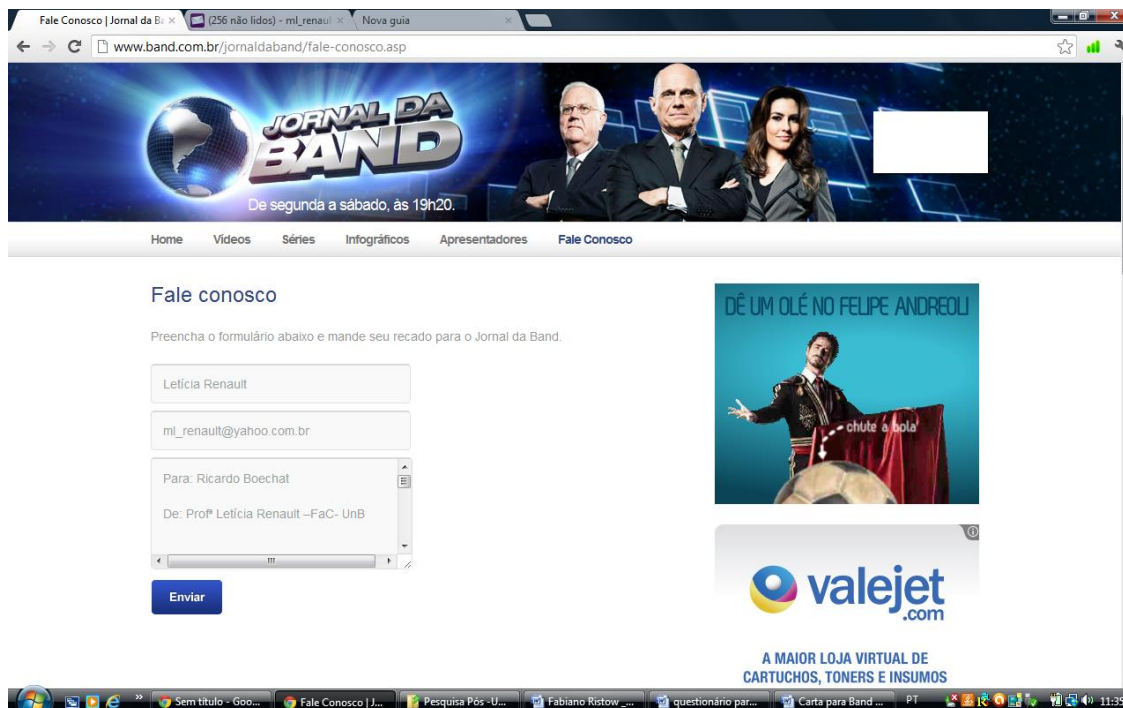 Fale Conosco | Jornal da Ba
(256 não lidos) - ml_renaul
Nova guia
www.band.com.br/jornaldaband/fale-conosco.asp
JORNAL DA
BAND
De segunda a sábado, às 19h20.
Home Vídeos Séries Infográficos Apresentadores Fale Conosco
Fale conosco
Preencha o formulário abaixo e mande seu recado para o Jornal da Band.
Letícia Renault
ml_renault@yahoo.com.br
Para: Ricardo Boechat
De: Profª Letícia Renault –FaC- UnB
Enviar
DÊ UM OLÉ NO FELIPE ANDREOLI
chute a bola
valejet
.com
A MAIOR LOJA VIRTUAL DE
CARTUCHOS, TONERS E INSUMOS
Sem título - Goo... Fale Conosco | J... Pesquisa Pós -U... Fabiano Ristow _... questionário par... Carta para Band ... PT 11:35